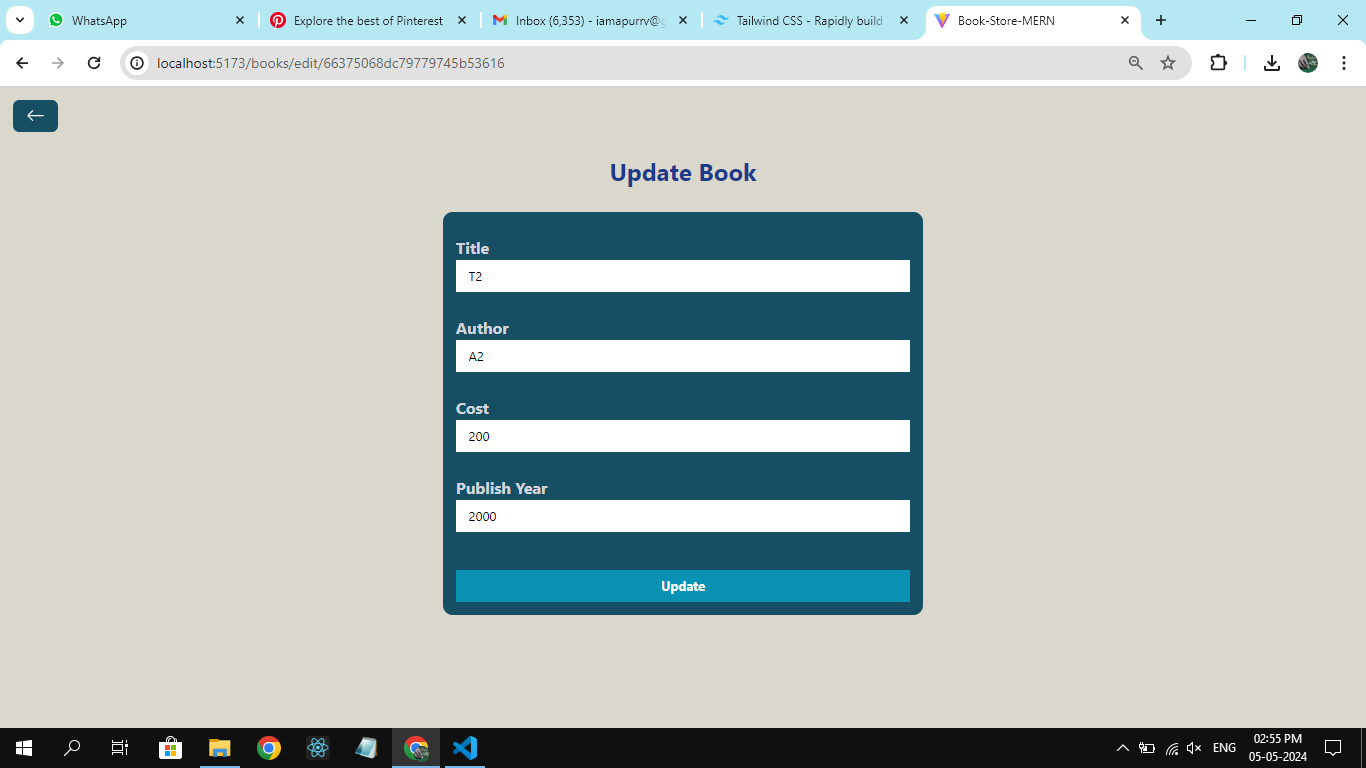 WhatsApp
Explore the best of Pinterest
Inbox (6,353) - iamapurrv@g
Tailwind CSS - Rapidly build
Book-Store-MERN
localhost:5173/books/edit/66375068dc79779745b53616
Update Book
Title
T2
Author
A2
Cost
200
Publish Year
2000
Update
ENG
02:55 PM
05-05-2024